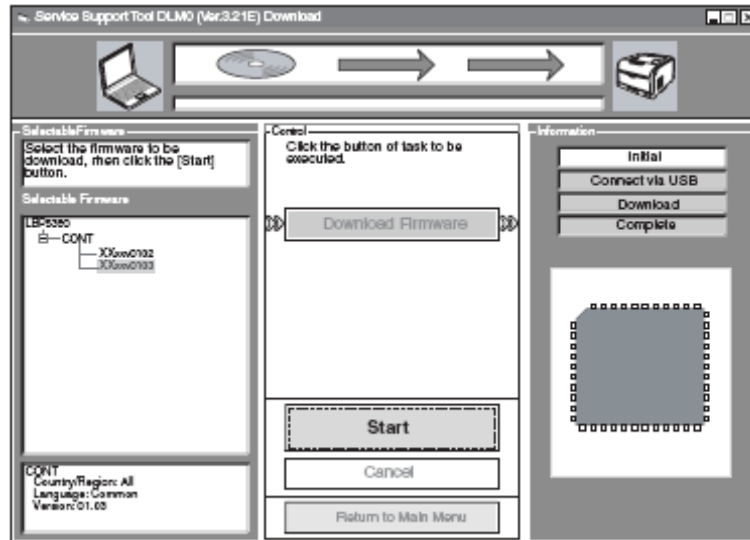 Service Support Tool DLM0 (Ver.3.21E) Download
SelectableFirmware
Select the firmware to be
download, then click the [Start]
button.
Selectable Firmware
LBP5360
CONT
XXxxv0102
XXxxv0103
CONT
Country/Region: All
Language: Common
Version: 01.03
Control
Click the button of task to be
executed.
Download Firmware
Start
Cancel
Return to Main Menu
Information
Initial
Connect via USB
Download
Complete